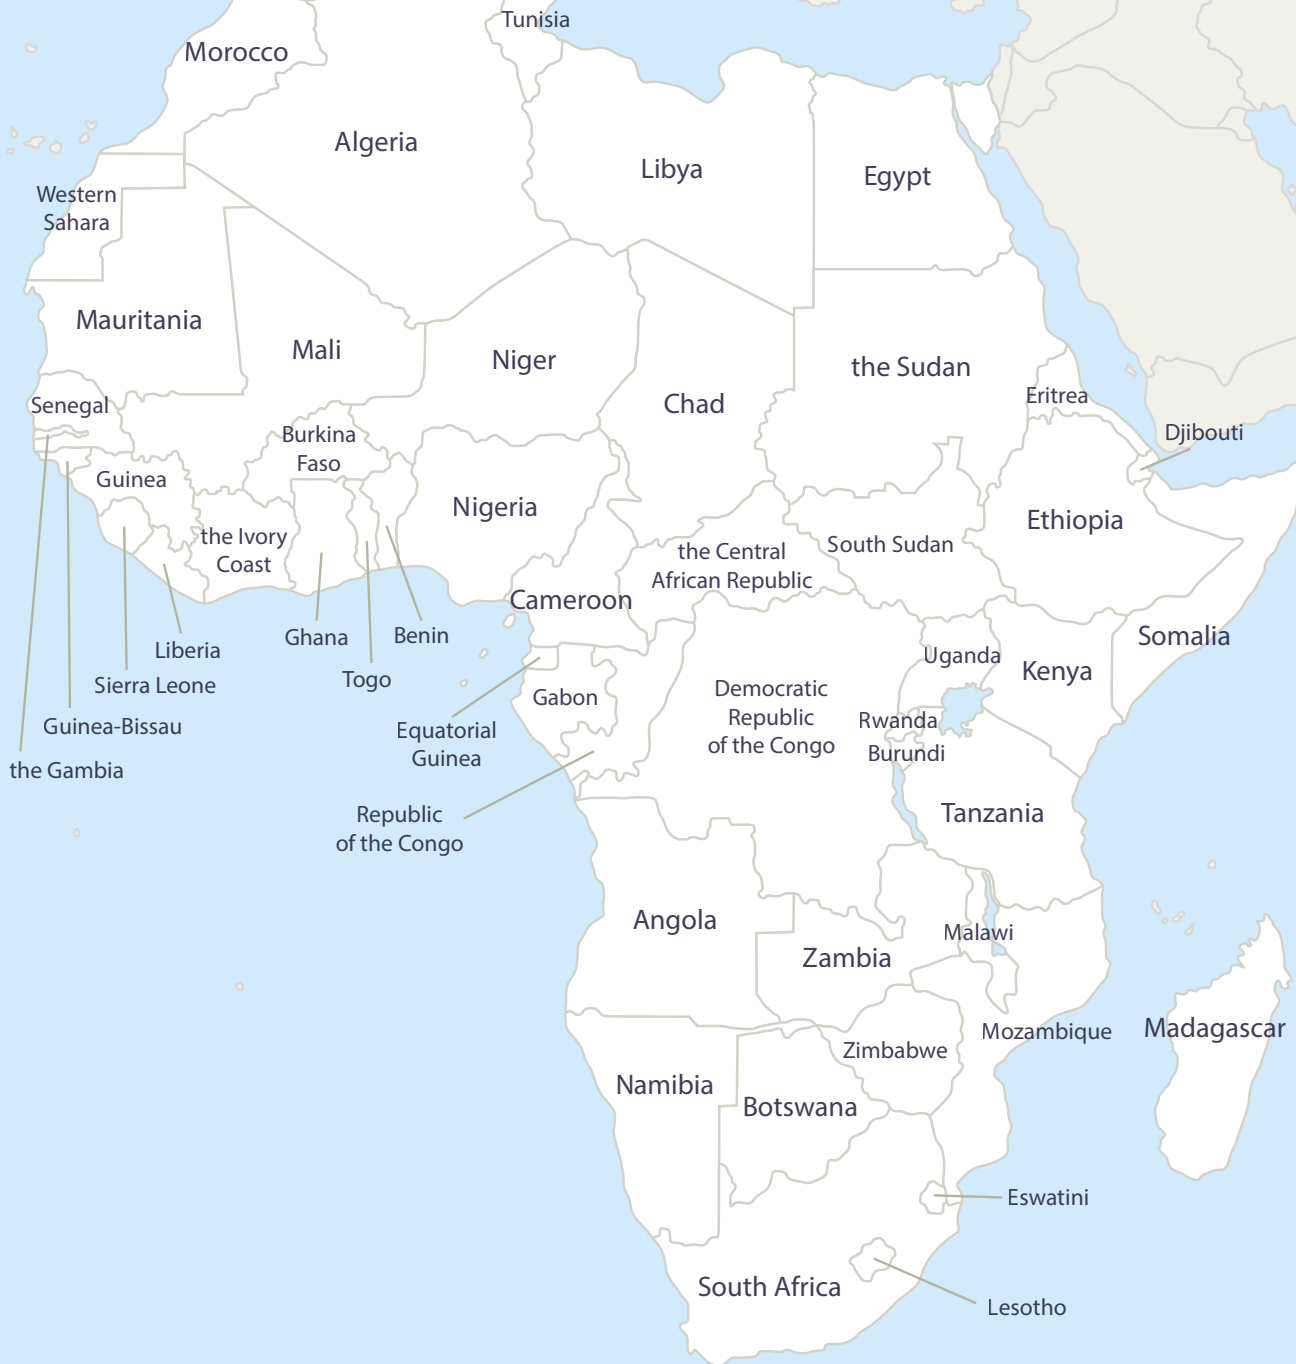 Tunisia
Morocco
Algeria
Libya
Egypt
Western
Sahara
Mauritania
Mali
Niger
the Sudan
Chad
Eritrea
Senegal
Djibouti
Burkina
Faso
Guinea
Nigeria
Ethiopia
the Ivory
Coast
South Sudan
the Central
African Republic
Cameroon
Ghana
Benin
Somalia
Liberia
Uganda
Kenya
Togo
Sierra Leone
Gabon
Democratic
Republic
of the Congo
Rwanda
Guinea-Bissau
Equatorial
Guinea
Burundi
the Gambia
Republic
of the Congo
Tanzania
Angola
Malawi
Zambia
Mozambique
Madagascar
Zimbabwe
Namibia
Botswana
Eswatini
South Africa
Lesotho